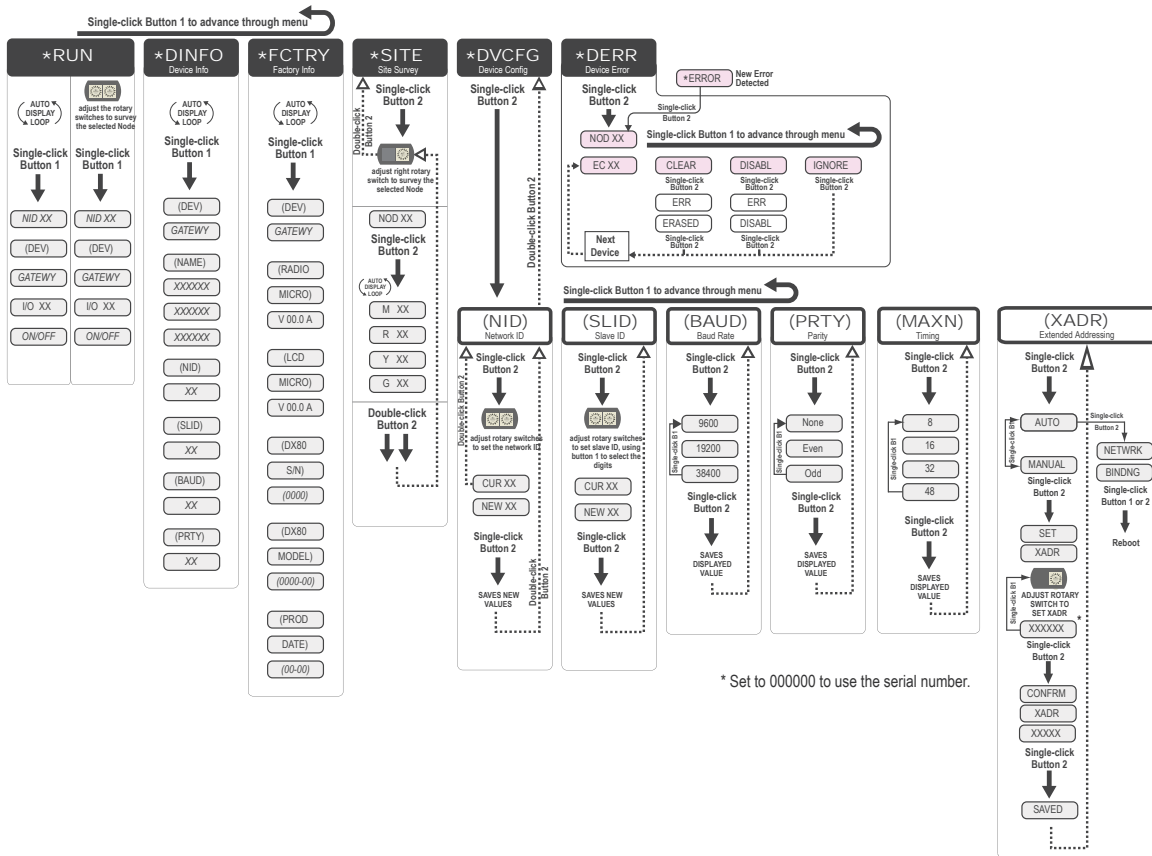 Single-click Button 1 to advance through menu
*RUN
AUTO
DISPLAY
LOOP
Single-click
Button 1
NID XX
(DEV)
GATEWY
I/O XX
ON/OFF
adjust the rotary
switches to survey
the selected Node
Single-click
Button 1
NID XX
(DEV)
GATEWY
I/O XX
ON/OFF
*DINFO
Device Info
AUTO
DISPLAY
LOOP
Single-click
Button 1
(DEV)
GATEWY
(NAME)
XXXXXX
XXXXXX
XXXXXX
(NID)
XX
(SLID)
XX
(BAUD)
XX
(PRTY)
XX
*FCTRY
Factory Info
AUTO
DISPLAY
LOOP
Single-click
Button 1
(DEV)
GATEWY
(RADIO
MICRO)
V 00.0 A
(LCD
MICRO)
V 00.0 A
(DX80
S/N)
(0000)
(DX80
MODEL)
(0000-00)
(PROD
DATE)
(00-00)
*SITE
Site Survey
Single-click
Button 2
Double-click
Button 2
adjust right rotary
switch to survey the
selected Node
NOD XX
Single-click
Button 2
AUTO
DISPLAY
LOOP
M XX
R XX
Y XX
G XX
Double-click
Button 2
*DVCFG
Device Config
Single-click
Button 2
Double-click Button 2
*DERR
Device Error
Single-click
Button 2
*ERROR
New Error
Detected
Single-click
Button 2
NOD XX
Single-click Button 1 to advance through menu
EC XX
CLEAR
Single-click
Button 2
ERR
ERASED
Single-click
Button 2
DISABL
Single-click
Button 2
ERR
DISABL
Single-click
Button 2
IGNORE
Single-click
Button 2
Next
Device
Single-click Button 1 to advance through menu
(NID)
Network ID
Single-click
Button 2
Double-click Button 2
adjust rotary switches
to set the network ID
CUR XX
NEW XX
Single-click
Button 2
SAVES NEW
VALUES
Double-click
Button 2
(SLID)
Slave ID
Single-click
Button 2
adjust rotary switches
to set slave ID, using
button 1 to select the
digits
CUR XX
NEW XX
Single-click
Button 2
SAVES NEW
VALUES
(BAUD)
Baud Rate
Single-click
Button 2
Single-click B1
9600
19200
38400
Single-click
Button 2
SAVES
DISPLAYED
VALUE
(PRTY)
Parity
Single-click
Button 2
Single-click B1
None
Even
Odd
Single-click
Button 2
SAVES
DISPLAYED
VALUE
(MAXN)
Timing
Single-click
Button 2
Single-click B1
8
16
32
48
Single-click
Button 2
SAVES
DISPLAYED
VALUE
(XADR)
Extended Addressing
Single-click
Button 2
Single-click B1
AUTO
Single-click
Button 2
NETWRK
BINDNG
Single-click
Button 1 or 2
Reboot
MANUAL
Single-click
Button 2
SET
XADR
ADJUST ROTARY
SWITCH TO
SET XADR
Single-click B1
XXXXXX *
Single-click
Button 2
CONFRM
XADR
XXXXX
Single-click
Button 2
SAVED
* Set to 000000 to use the serial number.